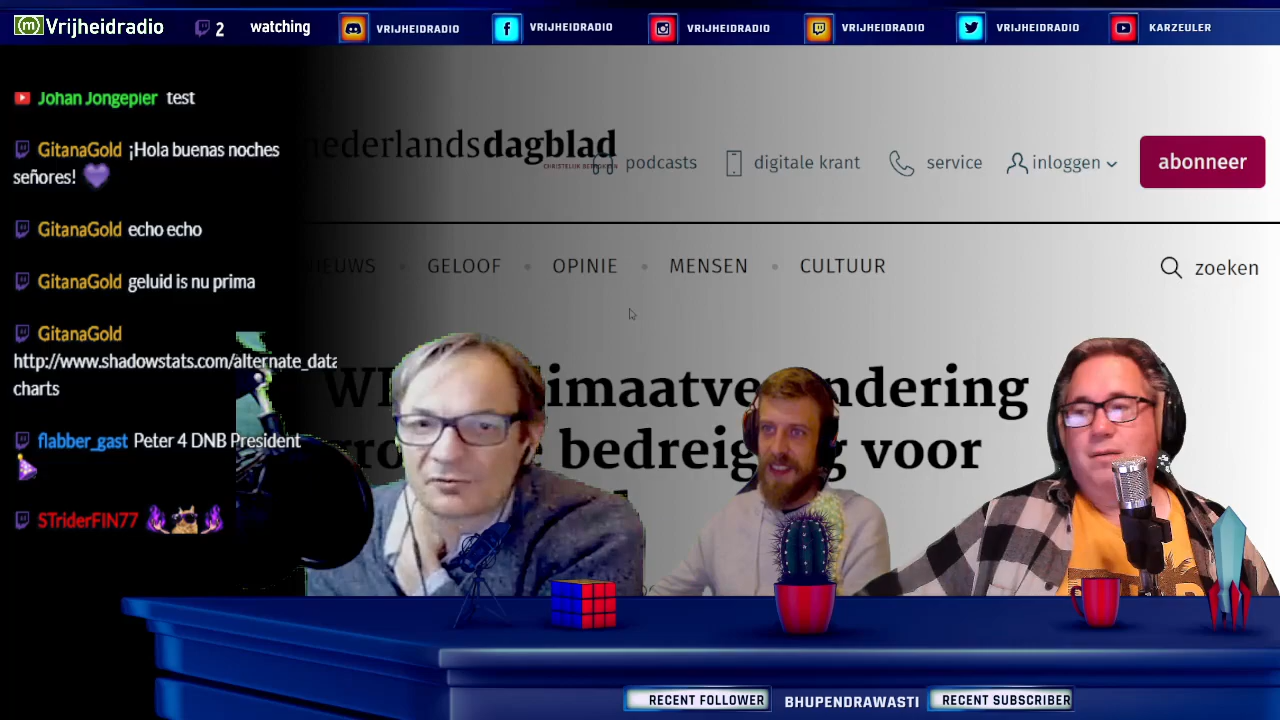 Vrijheidradio
2
watching
VRIJHEIDRADIO
VRIJHEIDRADIO
VRIJHEIDRADIO
VRIJHEIDRADIO
VRIJHEIDRADIO
KARZEULER
Johan Jongepier test
GitanaGold ¡Hola buenas noches
señores!
GitanaGold echo echo
GitanaGold geluid is nu prima
GitanaGold
http://www.shadowstats.com/alternate_data
charts
flabber_gast Peter 4 DNB President
STriderFIN77
nederlandsdagblad
podcasts
digitale krant
service
inloggen
abonneer
NIEUWS • GELOOF • OPINIE • MENSEN • CULTUUR
zoeken
voor
RECENT FOLLOWER
BHUPENDRAWASTI
RECENT SUBSCRIBER